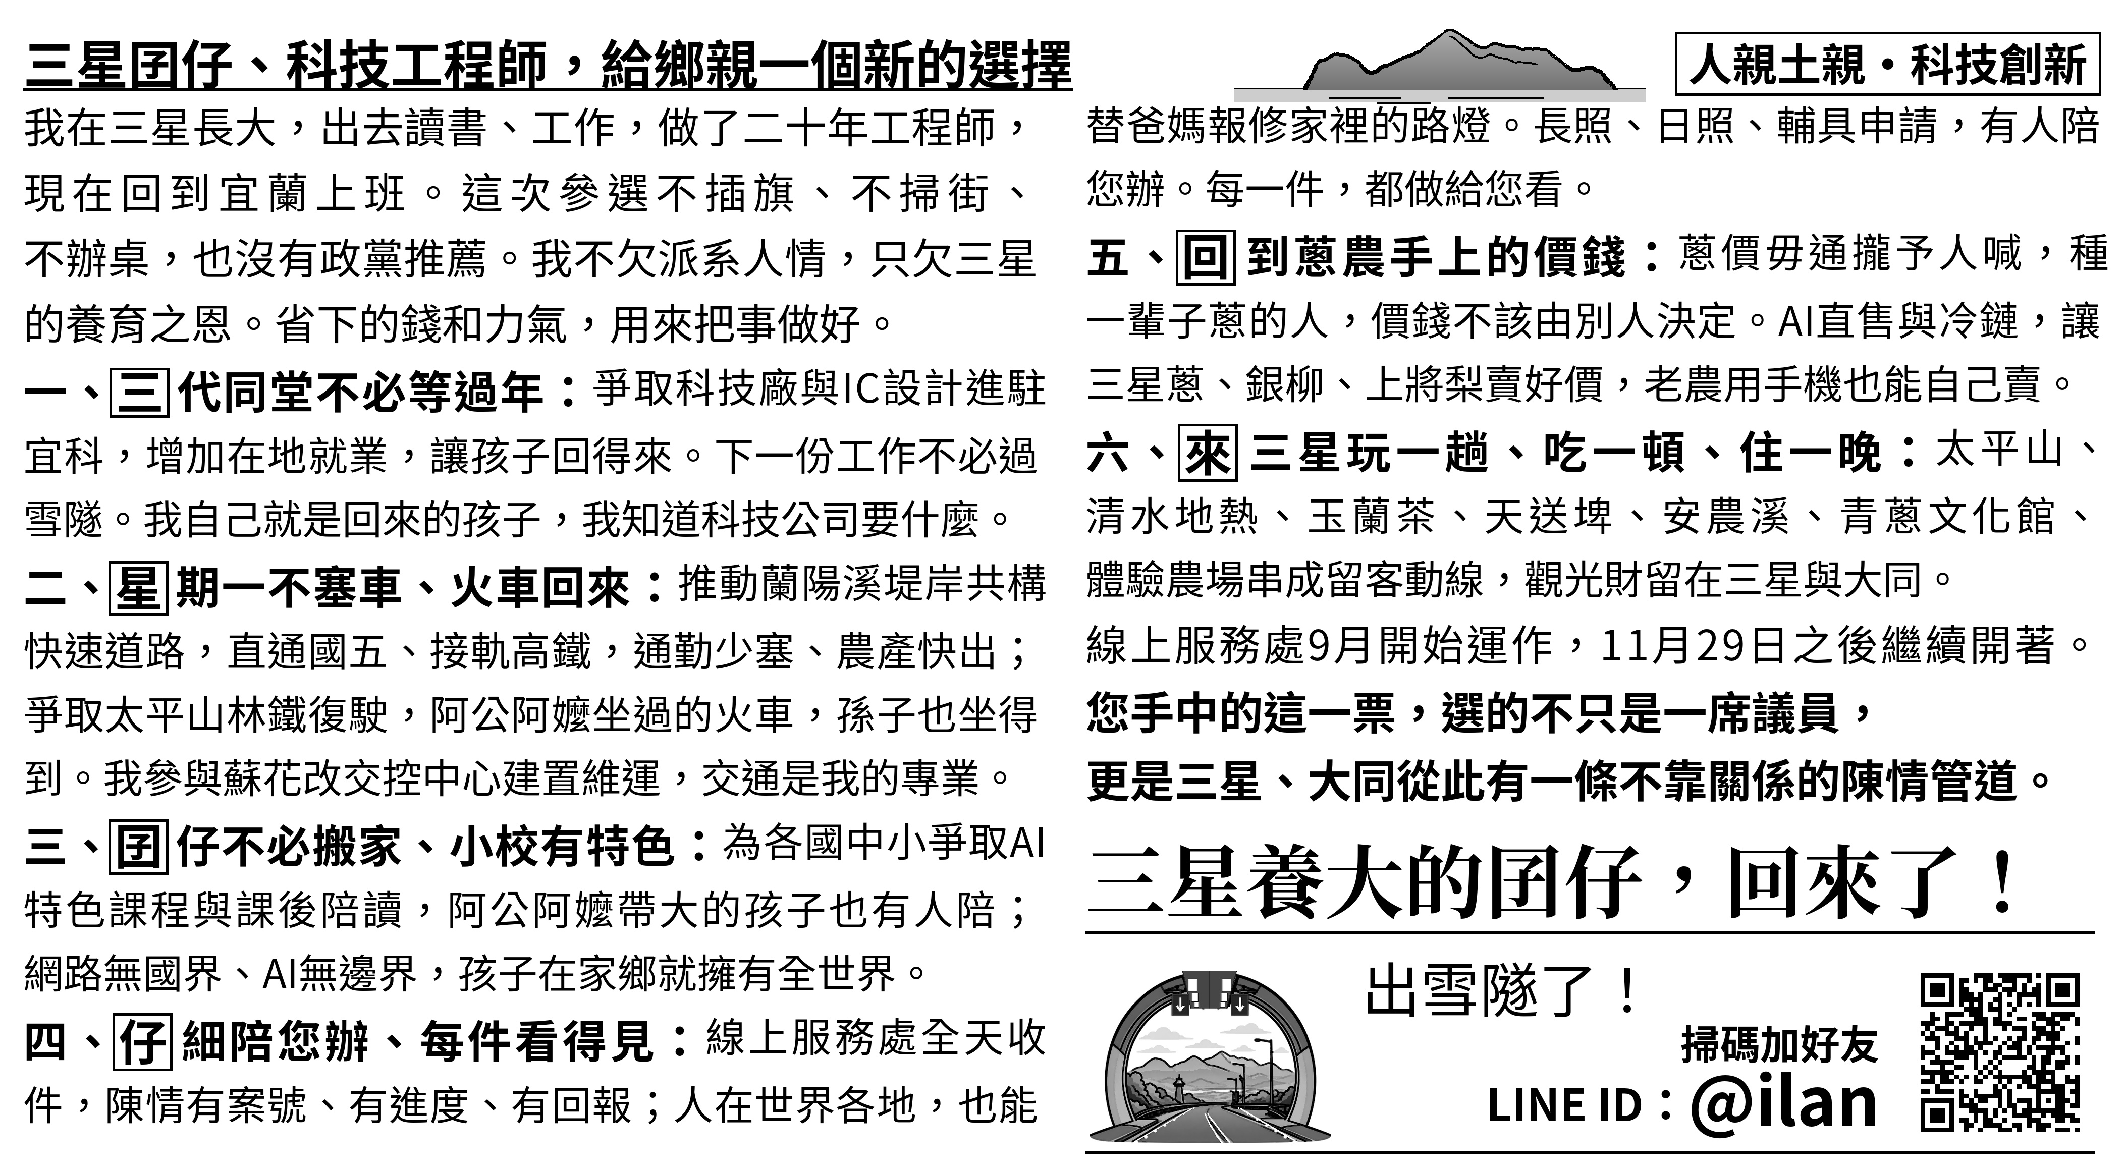 三星囝仔、科技工程師，給鄉親一個新的選擇
我在三星長大，出去讀書、工作，做了二十年工程師，
現在回到宜蘭上班。這次參選不插旗、不掃街、
不辦桌，也沒有政黨推薦。我不欠派系人情，只欠三星
的養育之恩。省下的錢和力氣，用來把事做好。
一、三代同堂不必等過年：爭取科技廠與IC設計進駐
宜科，增加在地就業，讓孩子回得來。下一份工作不必過
雪隧。我自己就是回來的孩子，我知道科技公司要什麼。
二、星期一不塞車、火車回來：推動蘭陽溪堤岸共構
快速道路，直通國五、接軌高鐵，通勤少塞、農產快出；
爭取太平山林鐵復駛，阿公阿嬤坐過的火車，孫子也坐得
到。我參與蘇花改交控中心建置維運，交通是我的專業。
三、囝仔不必搬家、小校有特色：為各國中小爭取AI
特色課程與課後陪讀，阿公阿嬤帶大的孩子也有人陪；
網路無國界、AI無邊界，孩子在家鄉就擁有全世界。
四、仔細陪您辦、每件看得見：線上服務處全天收
件，陳情有案號、有進度、有回報；人在世界各地，也能
人親土親・科技創新
替爸媽報修家裡的路燈。長照、日照、輔具申請，有人陪
您辦。每一件，都做給您看。
五、回到蔥農手上的價錢：蔥價毋通攏予人喊，種
一輩子蔥的人，價錢不該由別人決定。AI直售與冷鏈，讓
三星蔥、銀柳、上將梨賣好價，老農用手機也能自己賣。
六、來三星玩一趟、吃一頓、住一晚：太平山、
清水地熱、玉蘭茶、天送埤、安農溪、青蔥文化館、
體驗農場串成留客動線，觀光財留在三星與大同。
線上服務處9月開始運作，11月29日之後繼續開著。
您手中的這一票，選的不只是一席議員，
更是三星、大同從此有一條不靠關係的陳情管道。
三星養大的囝仔，回來了！
出雪隧了！
掃碼加好友
LINE ID：@ilan